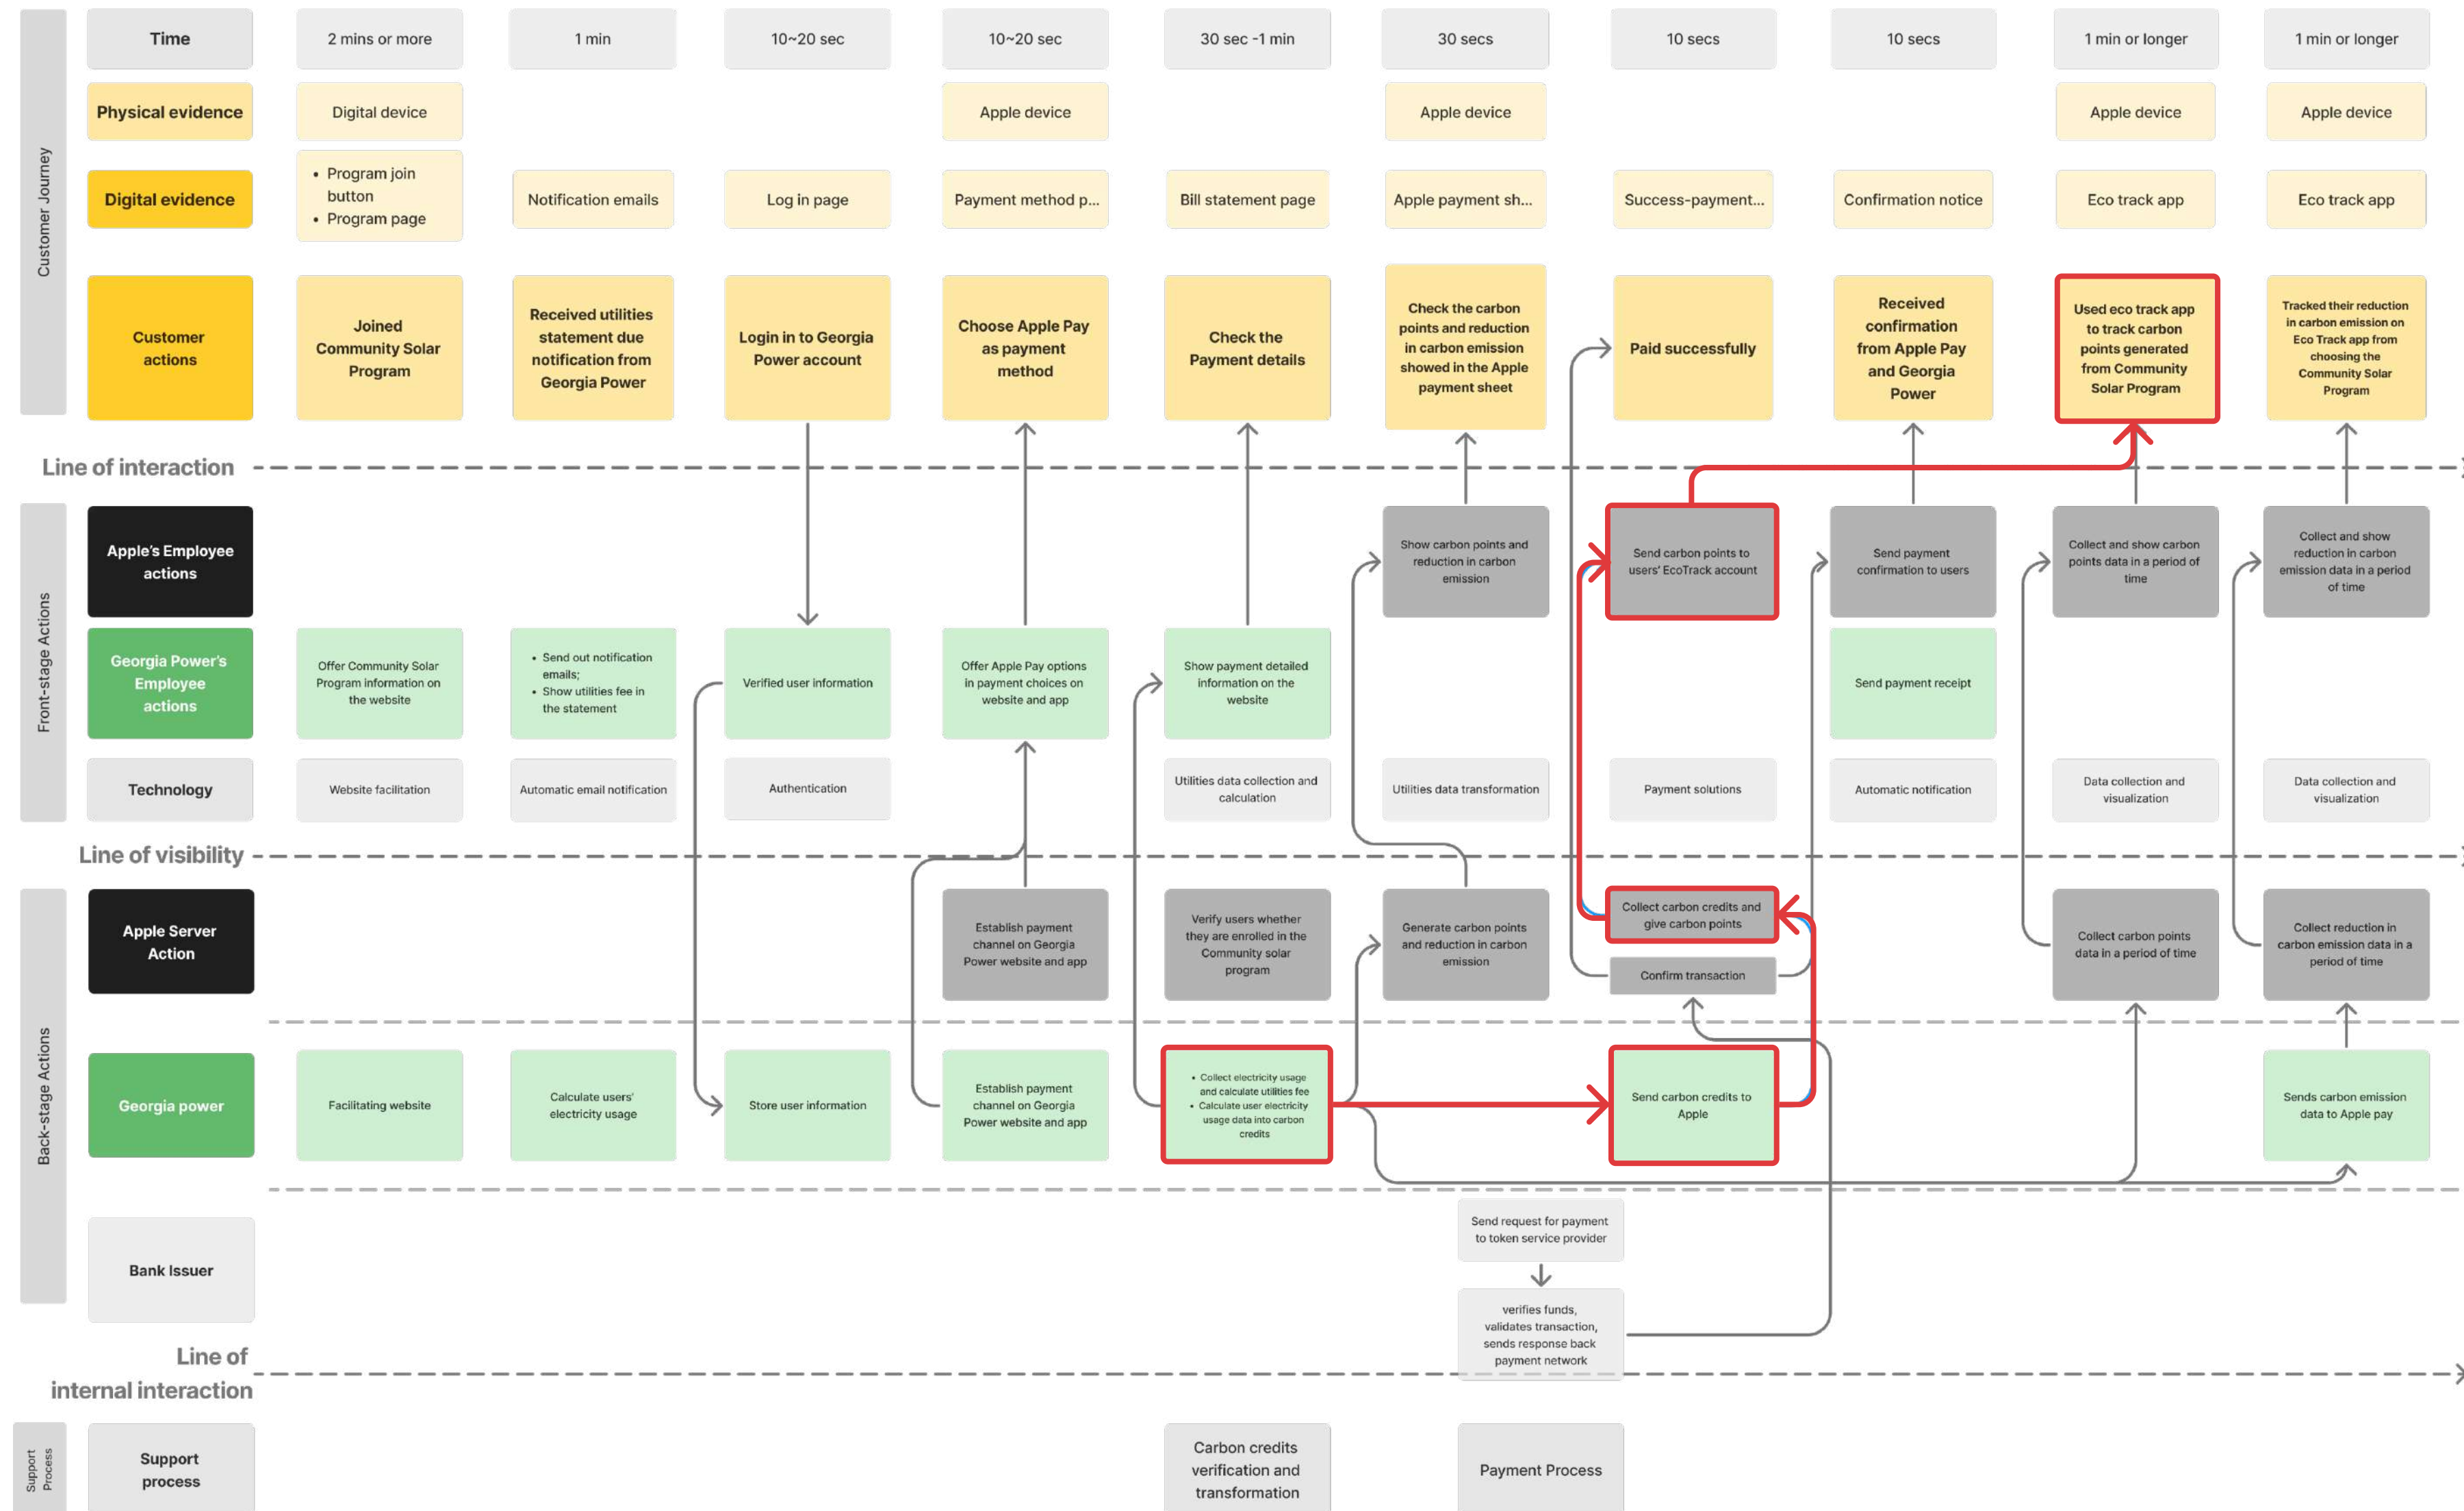 Customer Journey
Time
2 mins or more
1 min
10~20 sec
10~20 sec
30 sec -1 min
30 secs
10 secs
10 secs
1 min or longer
1 min or longer
Physical evidence
Digital device
Apple device
Apple device
Apple device
Apple device
Digital evidence
• Program join
button
• Program page
Notification emails
Log in page
Payment method p...
Bill statement page
Apple payment sh...
Success-payment...
Confirmation notice
Eco track app
Eco track app
Customer
actions
Joined
Community Solar
Program
Received utilities
statement due
notification from
Georgia Power
Login in to Georgia
Power account
Choose Apple Pay
as payment
method
Check the
Payment details
Check the carbon
points and reduction
in carbon emission
showed in the Apple
payment sheet
Paid successfully
Received
confirmation
from Apple Pay
and Georgia
Power
Used eco track app
to track carbon
points generated
from Community
Solar Program
Tracked their reduction
in carbon emission on
Eco Track app from
choosing the
Community Solar
Program
Line of interaction
Front-stage Actions
Apple's Employee
actions
Show carbon points and
reduction in carbon
emission
Send carbon points to
users' EcoTrack account
Send payment
confirmation to users
Collect and show carbon
points data in a period of
time
Collect and show
reduction in carbon
emission data in a period
of time
Georgia Power's
Employee
actions
Offer Community Solar
Program information on
the website
• Send out notification
emails;
• Show utilities fee in
the statement
Verified user information
Offer Apple Pay options
in payment choices on
website and app
Show payment detailed
information on the
website
Send payment receipt
Technology
Website facilitation
Automatic email notification
Authentication
Utilities data collection and
calculation
Utilities data transformation
Payment solutions
Automatic notification
Data collection and
visualization
Data collection and
visualization
Line of visibility
Back-stage Actions
Apple Server
Action
Establish payment
channel on Georgia
Power website and app
Verify users whether
they are enrolled in the
Community solar
program
Generate carbon points
and reduction in carbon
emission
Collect carbon credits and
give carbon points
Confirm transaction
Collect carbon points
data in a period of time
Collect reduction in
carbon emission data in a
period of time
Georgia power
Facilitating website
Calculate users'
electricity usage
Store user information
Establish payment
channel on Georgia
Power website and app
• Collect electricity usage
and calculate utilities fee
• Calculate user electricity
usage data into carbon
credits
Send carbon credits to
Apple
Sends carbon emission
data to Apple pay
Bank Issuer
Send request for payment
to token service provider
verifies funds,
validates transaction,
sends response back
payment network
Line of
internal interaction
Support
Process
Support
process
Carbon credits
verification and
transformation
Payment Process